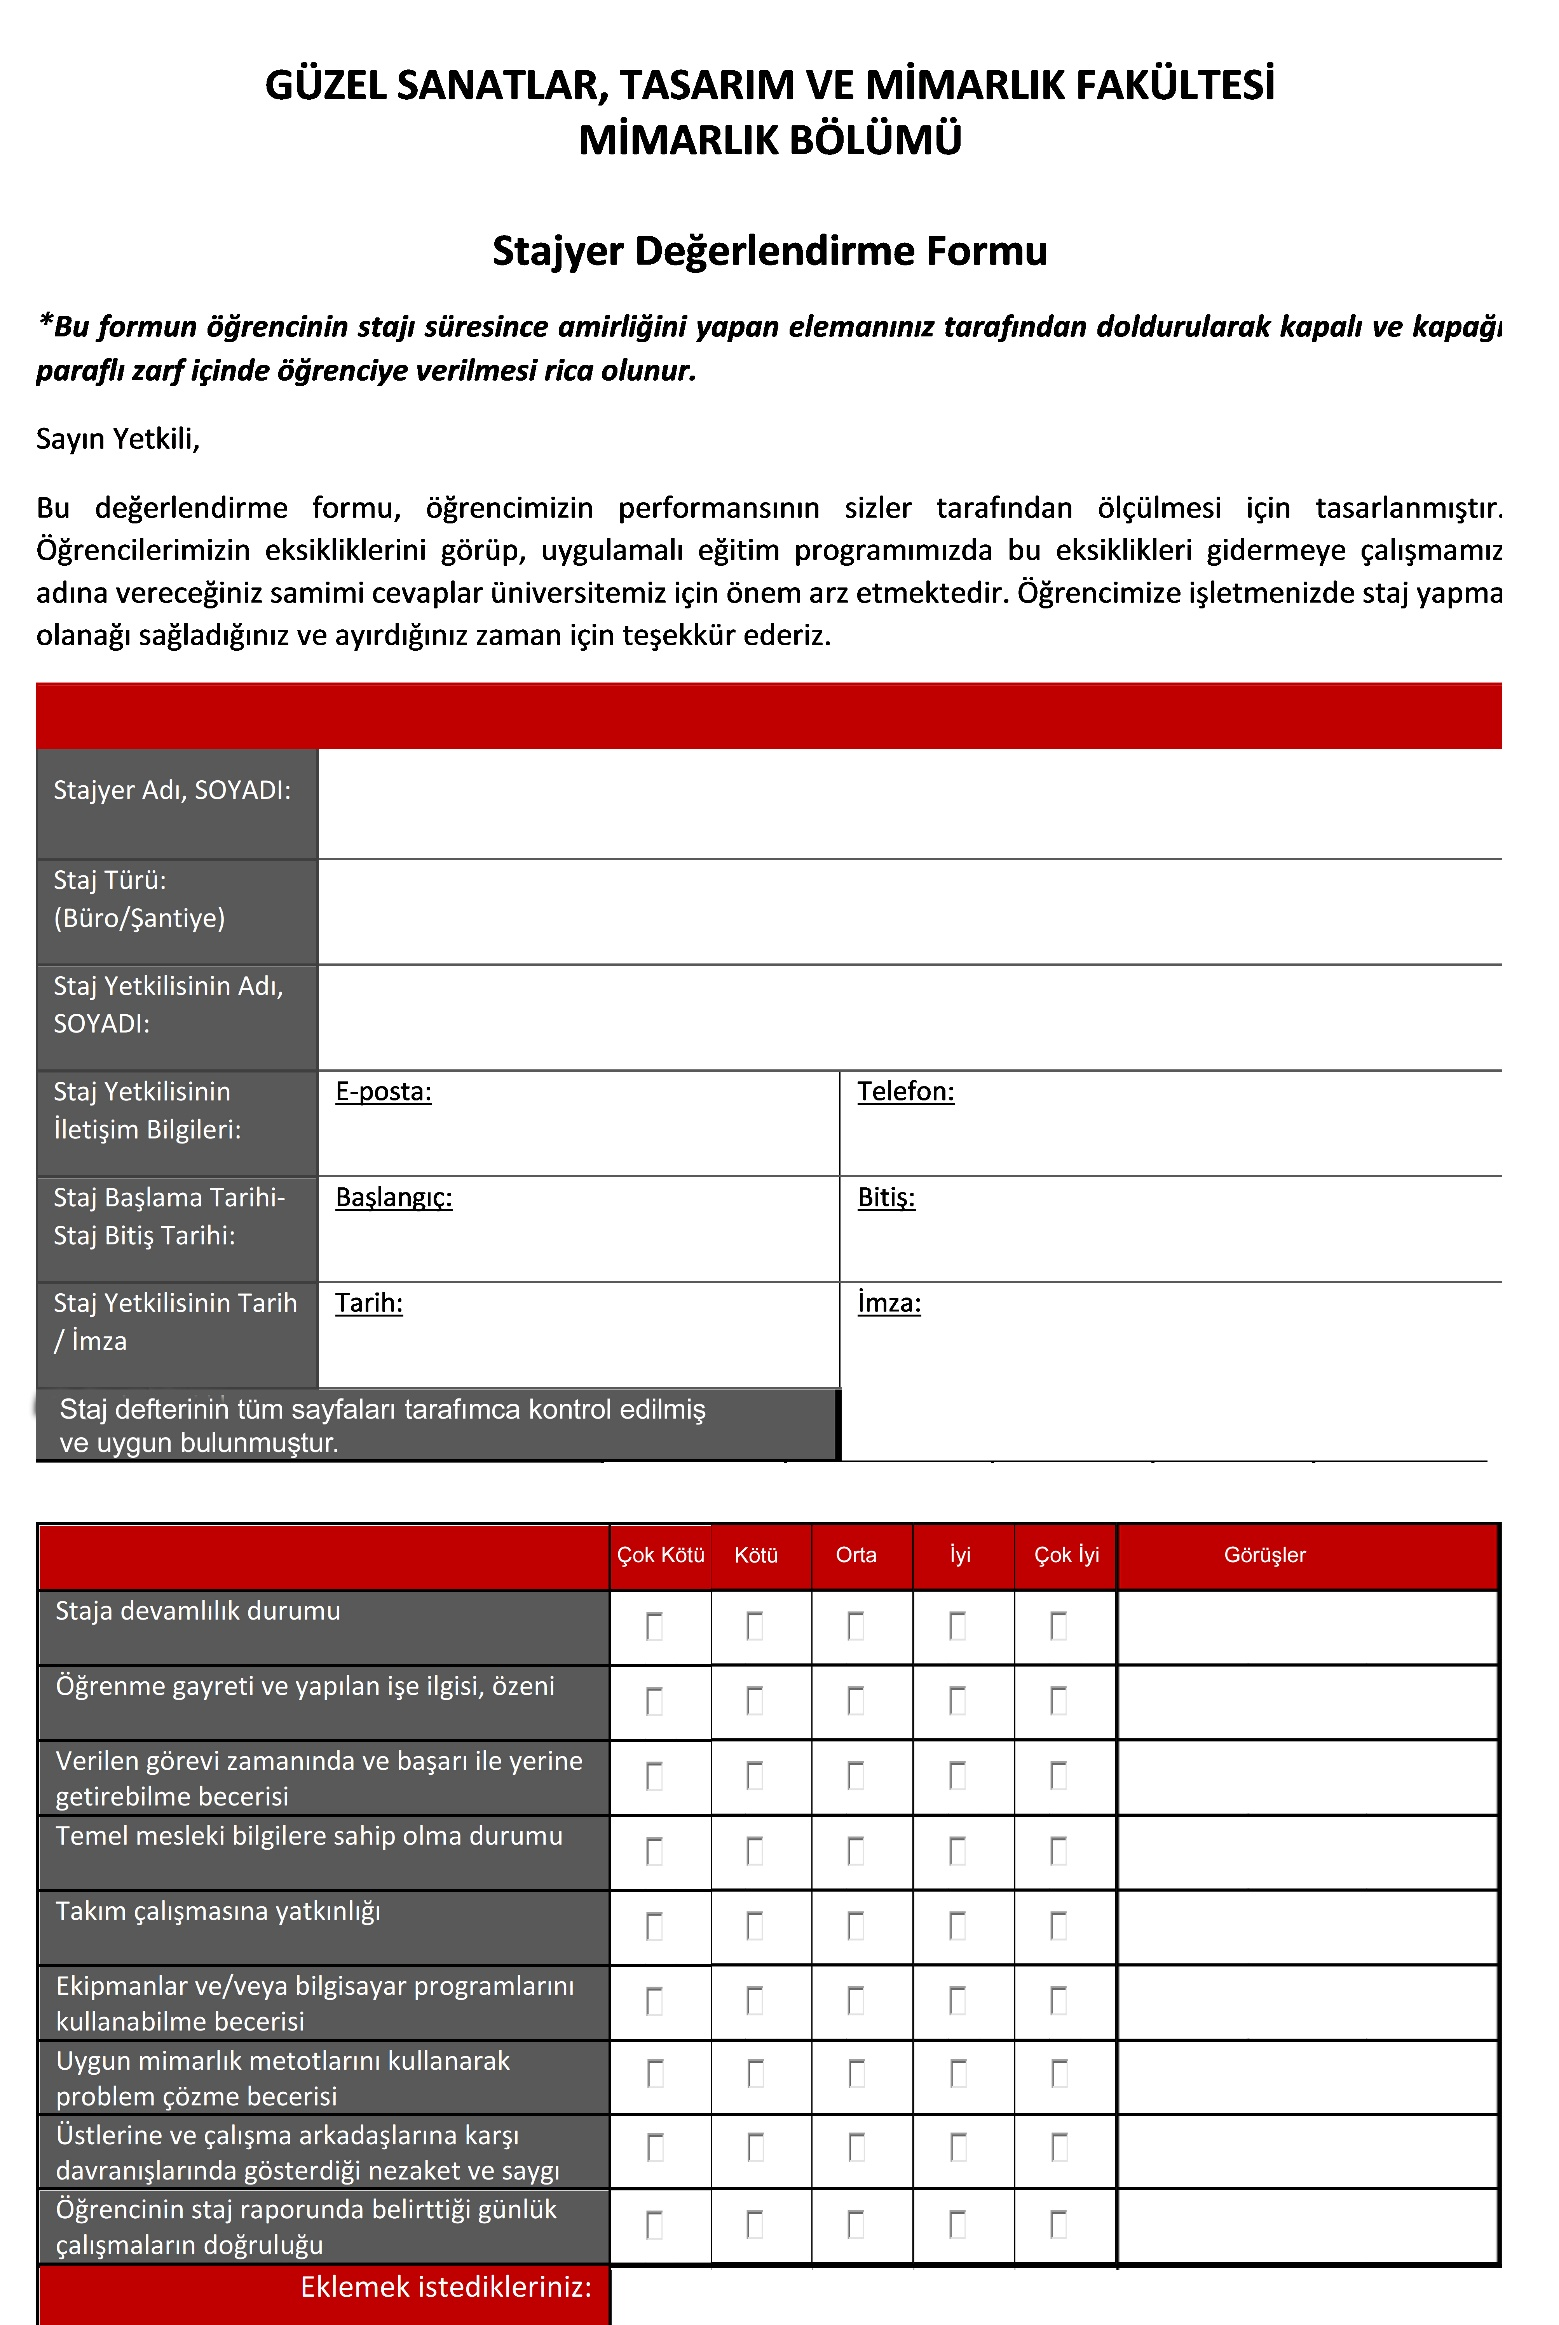 GÜZEL SANATLAR, TASARIM VE MİMARLIK FAKÜLTESİ
MİMARLIK BÖLÜMÜ
Stajyer Değerlendirme Formu
*Bu formun öğrencinin stajı süresince amirliğini yapan elemanınız tarafından doldurularak kapalı ve kapağı
paraflı zarf içinde öğrenciye verilmesi rica olunur.
Sayın Yetkili,
Bu değerlendirme formu, öğrencimizin performansının sizler tarafından ölçülmesi için tasarlanmıştır.
Öğrencilerimizin eksikliklerini görüp, uygulamalı eğitim programımızda bu eksiklikleri gidermeye çalışmamız
adına vereceğiniz samimi cevaplar üniversitemiz için önem arz etmektedir. Öğrencimize işletmenizde staj yapma
olanağı sağladığınız ve ayırdığınız zaman için teşekkür ederiz.
Stajyer Adı, SOYADI:
Staj Türü:
(Büro/Şantiye)
Staj Yetkilisinin Adı,
SOYADI:
Staj Yetkilisinin
İletişim Bilgileri:
E-posta:
Telefon:
Staj Başlama Tarihi-
Staj Bitiş Tarihi:
Başlangıç:
Bitiş:
Staj Yetkilisinin Tarih
/ İmza
Tarih:
İmza:
Staj defterinin tüm sayfaları tarafımca kontrol edilmiş
ve uygun bulunmuştur.
Çok Kötü Kötü Orta İyi Çok İyi Görüşler
Staja devamlılık durumu
Öğrenme gayreti ve yapılan işe ilgisi, özeni
Verilen görevi zamanında ve başarı ile yerine
getirebilme becerisi
Temel mesleki bilgilere sahip olma durumu
Takım çalışmasına yatkınlığı
Ekipmanlar ve/veya bilgisayar programlarını
kullanabilme becerisi
Uygun mimarlık metotlarını kullanarak
problem çözme becerisi
Üstlerine ve çalışma arkadaşlarına karşı
davranışlarında gösterdiği nezaket ve saygı
Öğrencinin staj raporunda belirttiği günlük
çalışmaların doğruluğu
Eklemek istedikleriniz: